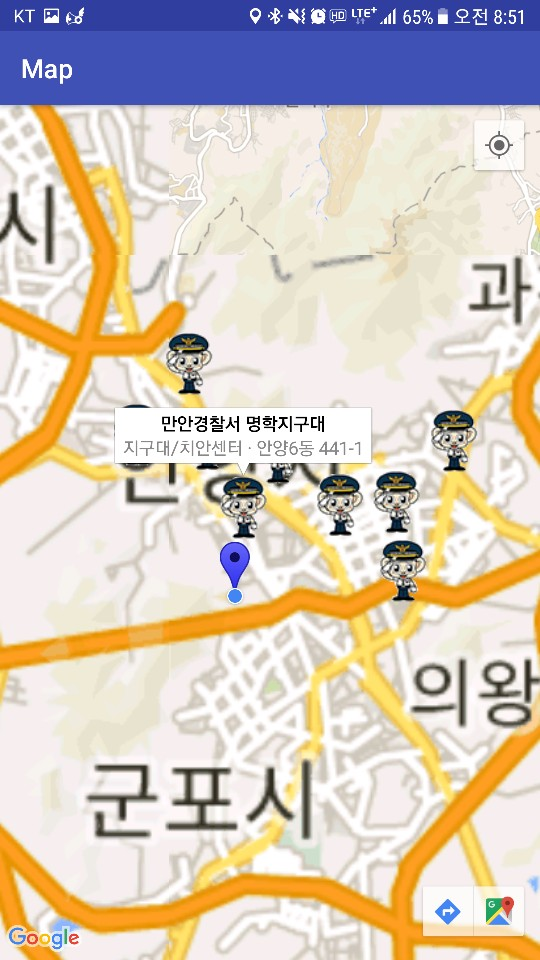 KT HD LTE+ 65% 오전 8:51
Map
시
과
만안경찰서 명학지구대
지구대/치안센터 · 안양6동 441-1
의왕
군포시
G
Google